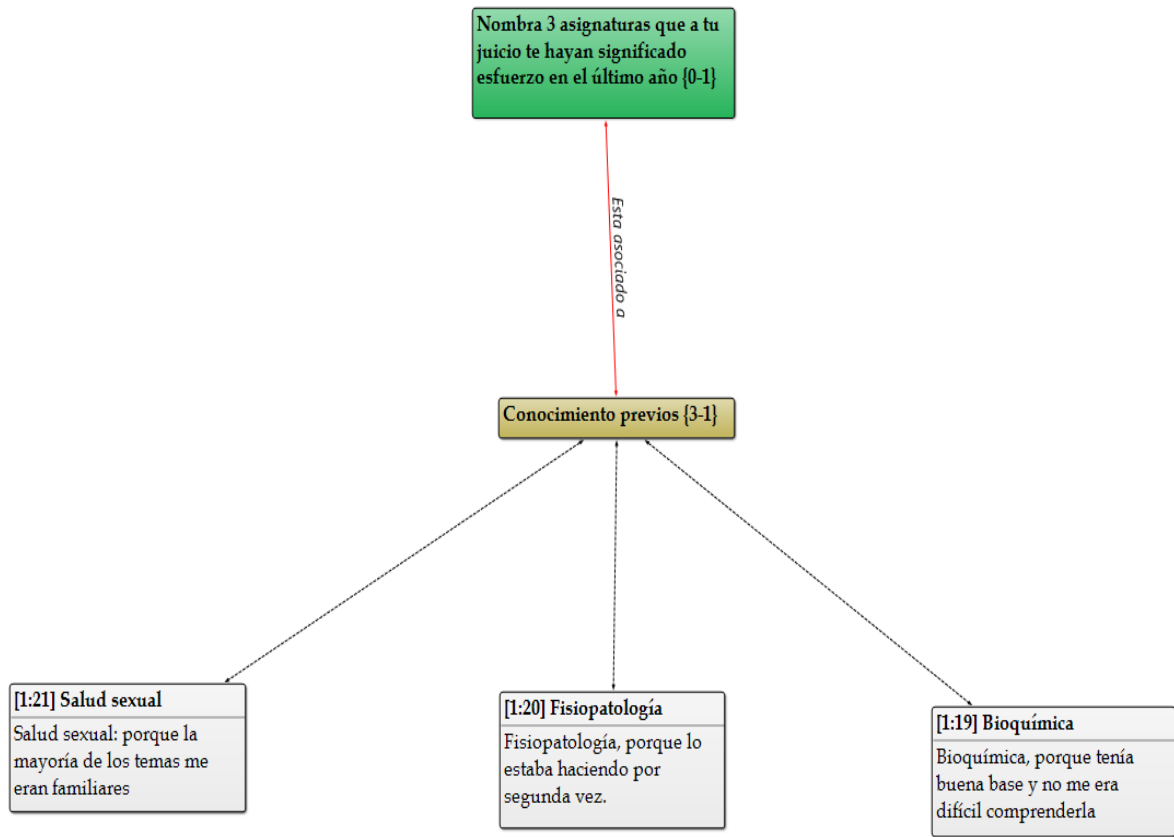 Nombra 3 asignaturas que a tu
juicio te hayan significado
esfuerzo en el último año {0-1}
Esta asociado a
Conocimiento previos {3-1}
[1:21] Salud sexual
Salud sexual: porque la
mayoría de los temas me
eran familiares
[1:20] Fisiopatología
Fisiopatología, porque lo
estaba haciendo por
segunda vez.
[1:19] Bioquímica
Bioquímica, porque tenía
buena base y no me era
difícil comprenderla